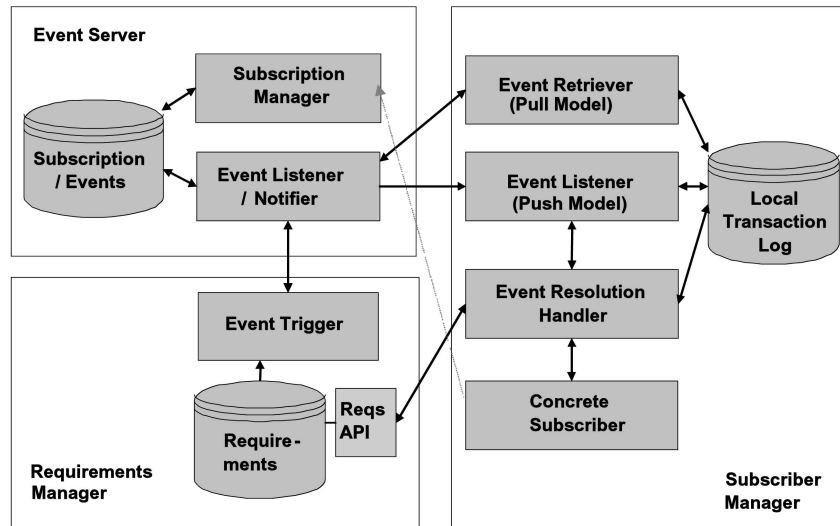 Event Server
Subscription
Manager
Subscription
/ Events
Event Listener
/ Notifier
Event Trigger
Require-
ments
Reqs
API
Requirements
Manager
Event Retriever
(Pull Model)
Event Listener
(Push Model)
Event Resolution
Handler
Concrete
Subscriber
Local
Transaction
Log
Subscriber
Manager